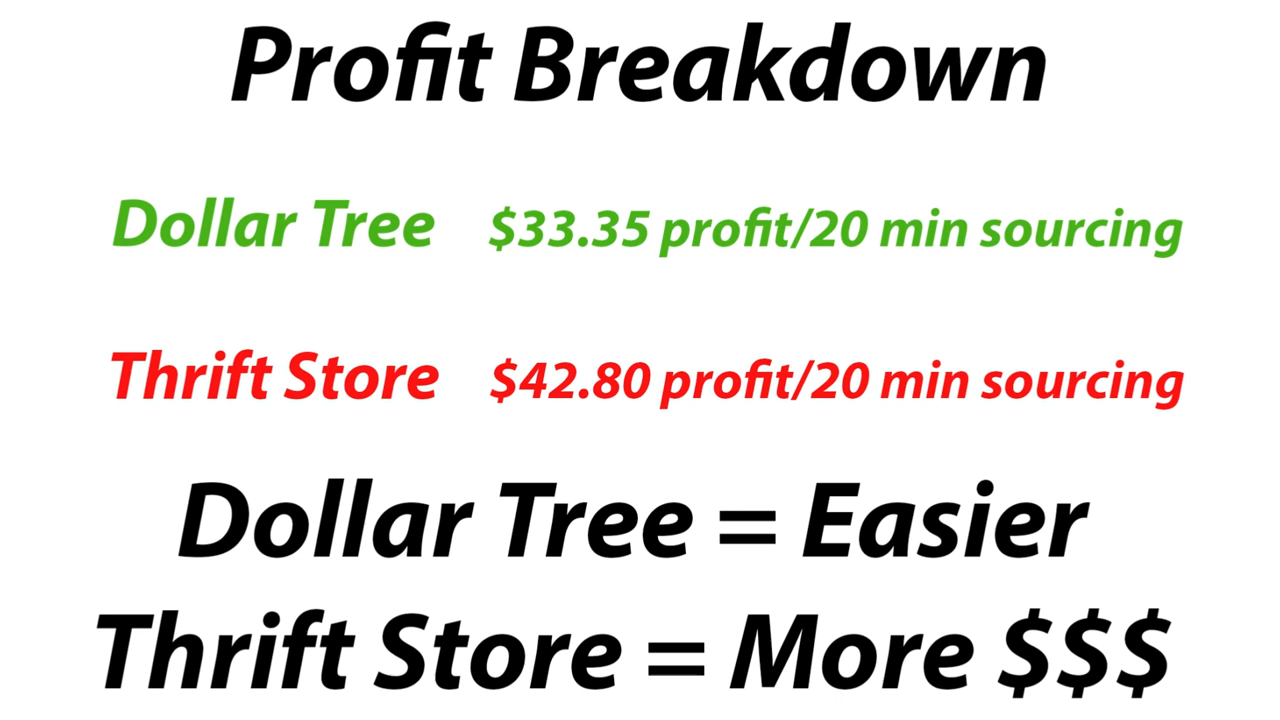 Profit Breakdown
Dollar Tree $33.35 profit/20 min sourcing
Thrift Store $42.80 profit/20 min sourcing
Dollar Tree = Easier
Thrift Store = More $$$